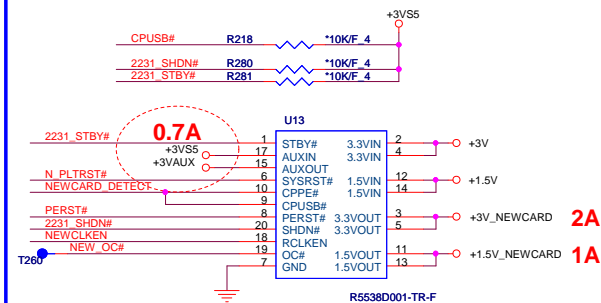 +3VS5
CPUSB# R218 *10K/F_4
2231_SHDN# R280 *10K/F_4
2231_STBY# R281 *10K/F_4
U13
0.7A
2231_STBY# 1 STBY# 3.3VIN 2 +3V
+3VS5 17 AUXIN 3.3VIN 4
+3VAUX 15 AUXOUT
N_PLTRST# 6 SYSRST# 1.5VIN 12 +1.5V
NEWCARD_DETECT 10 CPPE# 1.5VIN 14
9 CPUSB#
PERST# 8 PERST# 3.3VOUT 3 +3V_NEWCARD 2A
2231_SHDN# 20 SHDN# 3.3VOUT 5
NEWCLKEN 18 RCLKEN
T260 NEW_OC# 19 OC# 1.5VOUT 11 +1.5V_NEWCARD 1A
7 GND 1.5VOUT 13
R5538D001-TR-F